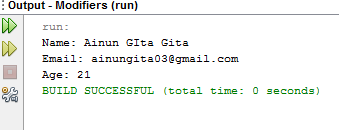 Output - Modifiers (run)
run:
Name: Ainun GIta Gita
Email: ainungita03@gmail.com
Age: 21
BUILD SUCCESSFUL (total time: 0 seconds)